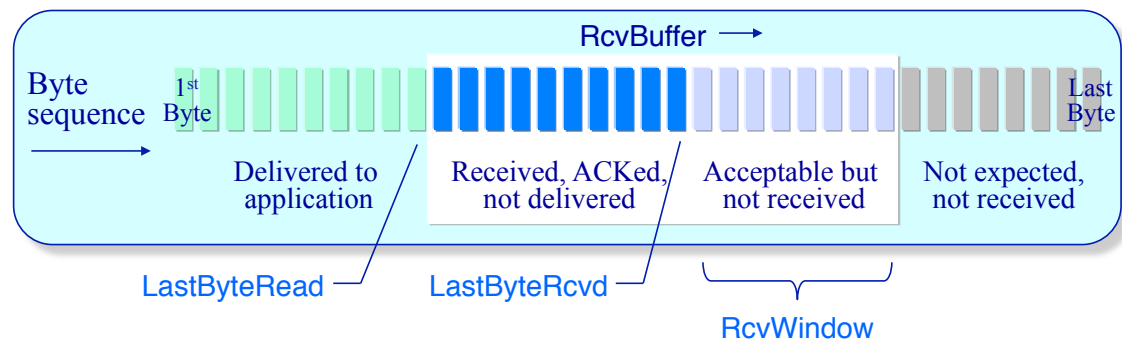 RcvBuffer
Byte
sequence
1st
Byte
Last
Byte
Delivered to
application
Received, ACKed,
not delivered
Acceptable but
not received
Not expected,
not received
LastByteRead
LastByteRcvd
RcvWindow